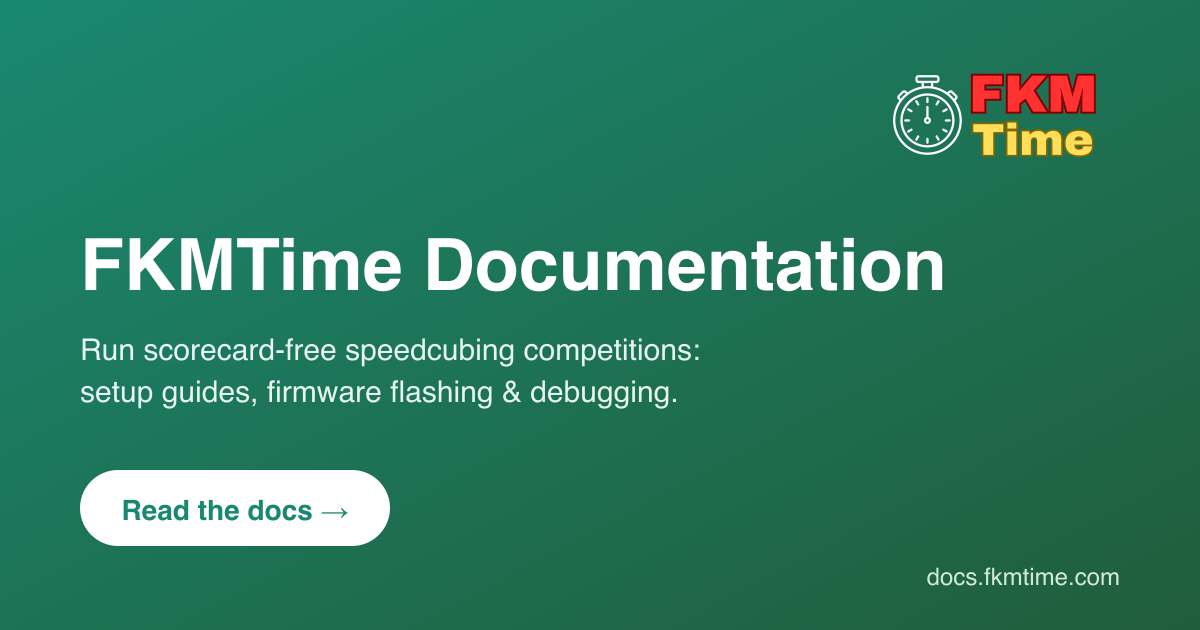 FKM
Time
FKMTime Documentation
Run scorecard-free speedcubing competitions:
setup guides, firmware flashing & debugging.
Read the docs →
docs.fkmtime.com